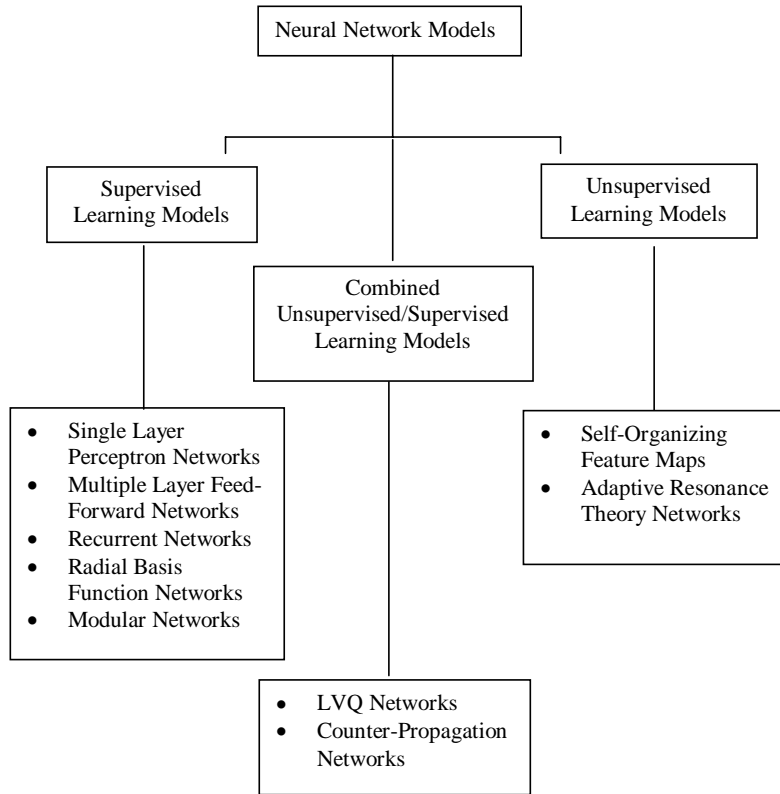 Neural Network Models
Supervised
Learning Models
Unsupervised
Learning Models
Combined
Unsupervised/Supervised
Learning Models
• Single Layer
Perceptron Networks
• Multiple Layer Feed-
Forward Networks
• Recurrent Networks
• Radial Basis
Function Networks
• Modular Networks
• Self-Organizing
Feature Maps
• Adaptive Resonance
Theory Networks
• LVQ Networks
• Counter-Propagation
Networks